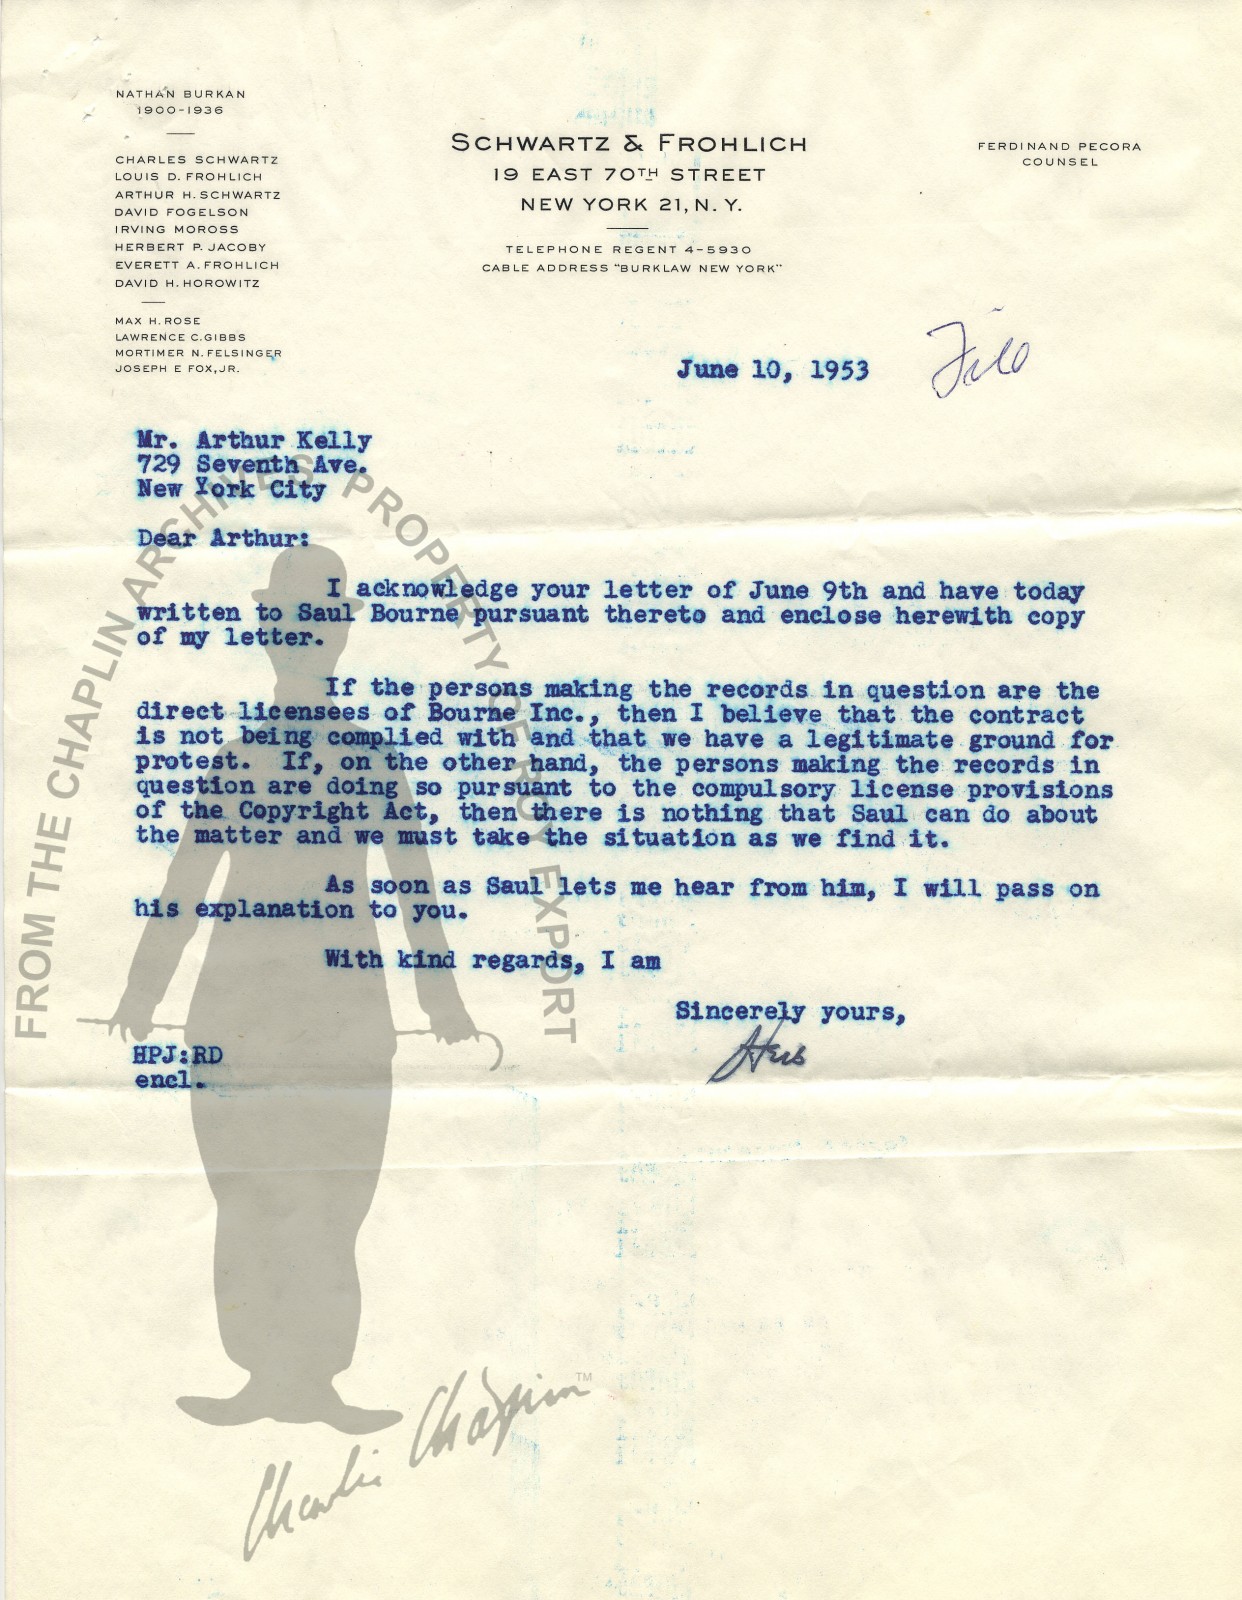 NATHAN BURKAN
1900-1936
CHARLES SCHWARTZ
LOUIS D. FROHLICH
ARTHUR H. SCHWARTZ
DAVID FOGELSON
IRVING MOROSS
HERBERT P. JACOBY
EVERETT A. FROHLICH
DAVID H. HOROWITZ
MAX H. ROSE
LAWRENCE C. GIBBS
MORTIMER N. FELSINGER
JOSEPH E FOX, JR.
SCHWARTZ & FROHLICH
19 EAST 70TH STREET
NEW YORK 21, N. Y.
TELEPHONE REGENT 4-5930
CABLE ADDRESS "BURKLAW NEW YORK"
FERDINAND PECORA
COUNSEL
June 10, 1953
File
Mr. Arthur Kelly
729 Seventh Ave.
New York City
Dear Arthur:
I acknowledge your letter of June 9th and have today
written to Saul Bourne pursuant thereto and enclose herewith copy
of my letter.
If the persons making the records in question are the
direct licensees of Bourne Inc., then I believe that the contract
is not being complied with and that we have a legitimate ground for
protest. If, on the other hand, the persons making the records in
question are doing so pursuant to the compulsory license provisions
of the Copyright Act, then there is nothing that Saul can do about
the matter and we must take the situation as we find it.
As soon as Saul lets me hear from him, I will pass on
his explanation to you.
With kind regards, I am
Sincerely yours,
Herb
HPJ:RD
encl.
FROM THE CHAPLIN ARCHIVES PROPERTY OF ROY EXPORT
Charlie Chaplin™